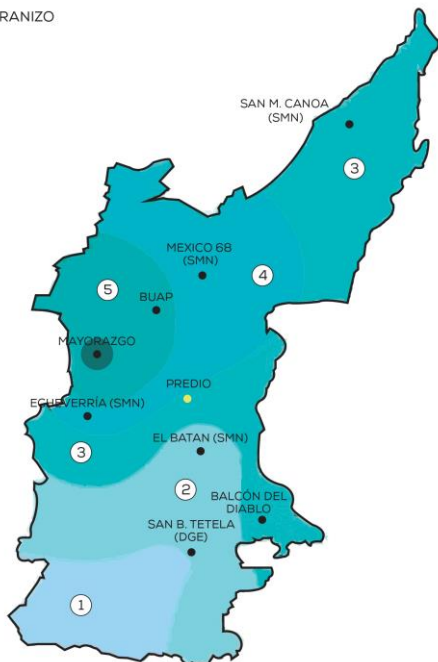 RANIZO
SAN M. CANOA
(SMN)
3
MEXICO 68
(SMN)
4
5
BUAP
MAYORAZGO
PREDIO
ECHEVERRÍA (SMN)
EL BATAN (SMN)
3
2
BALCÓN DEL
DIABLO
SAN B. TETELA
(DGE)
1